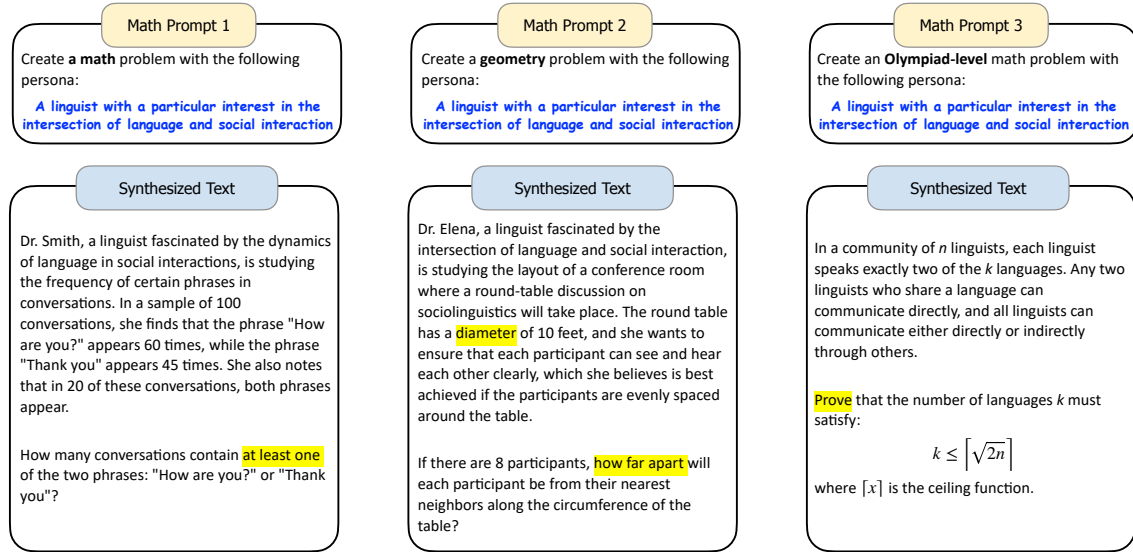 Math Prompt 1
Create a math problem with the following
persona:
A linguist with a particular interest in the
intersection of language and social interaction
Synthesized Text
Dr. Smith, a linguist fascinated by the dynamics
of language in social interactions, is studying
the frequency of certain phrases in
conversations. In a sample of 100
conversations, she finds that the phrase "How
are you?" appears 60 times, while the phrase
"Thank you" appears 45 times. She also notes
that in 20 of these conversations, both phrases
appear.
How many conversations contain at least one
of the two phrases: "How are you?" or "Thank
you"?
Math Prompt 2
Create a geometry problem with the
following persona:
A linguist with a particular interest in the
intersection of language and social interaction
Synthesized Text
Dr. Elena, a linguist fascinated by the
intersection of language and social interaction,
is studying the layout of a conference room
where a round-table discussion on
sociolinguistics will take place. The round table
has a diameter of 10 feet, and she wants to
ensure that each participant can see and hear
each other clearly, which she believes is best
achieved if the participants are evenly spaced
around the table.
If there are 8 participants, how far apart will
each participant be from their nearest
neighbors along the circumference of the
table?
Math Prompt 3
Create an Olympiad-level math problem with
the following persona:
A linguist with a particular interest in the
intersection of language and social interaction
Synthesized Text
In a community of n linguists, each linguist
speaks exactly two of the k languages. Any two
linguists who share a language can
communicate directly, and all linguists can
communicate either directly or indirectly
through others.
Prove that the number of languages k must
satisfy:
k ≤ ⌈√2n⌉
where ⌈x⌉ is the ceiling function.